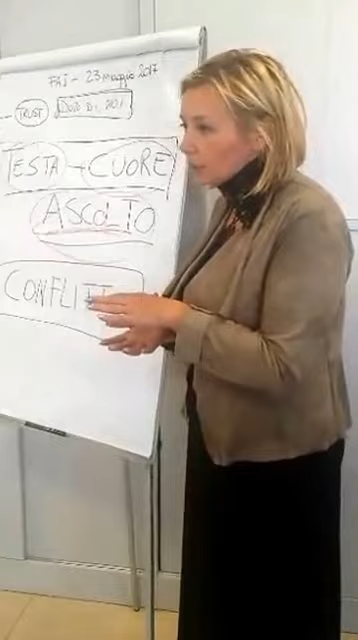 FAI - 23 maggio 2017
TRUST
TESTA → CUORE
ASCOLTO
CONFLITT